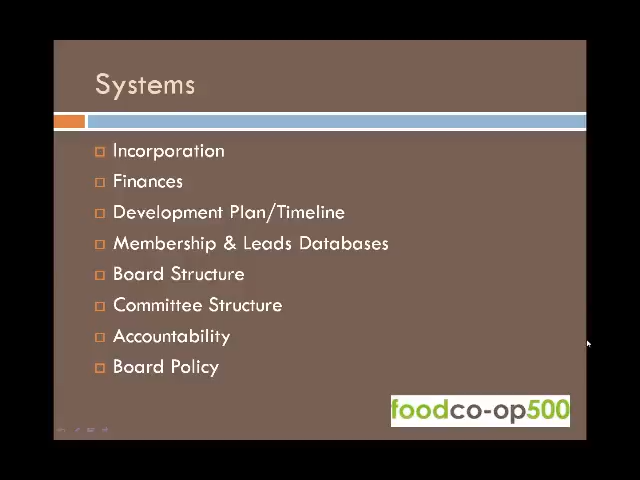 Systems
Incorporation
Finances
Development Plan/Timeline
Membership & Leads Databases
Board Structure
Committee Structure
Accountability
Board Policy
foodco-op500